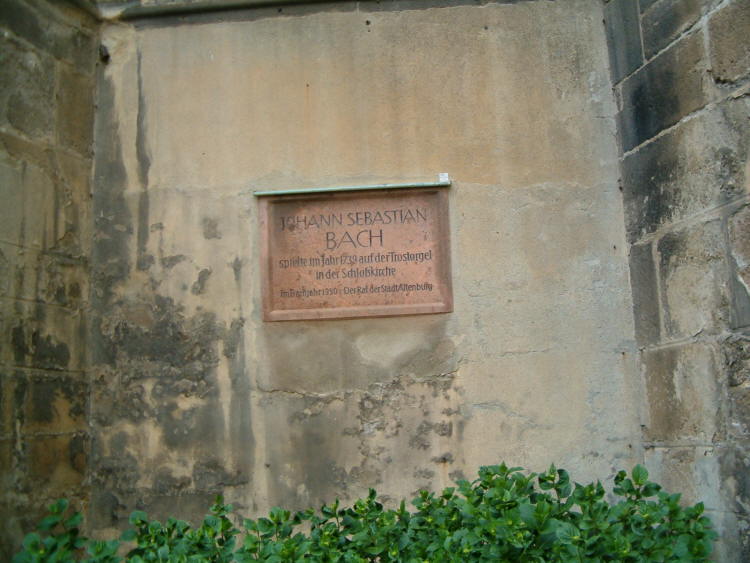 JOHANN SEBASTIAN
BACH
spielte im Jahr 1739 auf der Trostorgel
in der Schloßkirche
Im Bachjahr 1950 · Der Rat der Stadt Altenburg